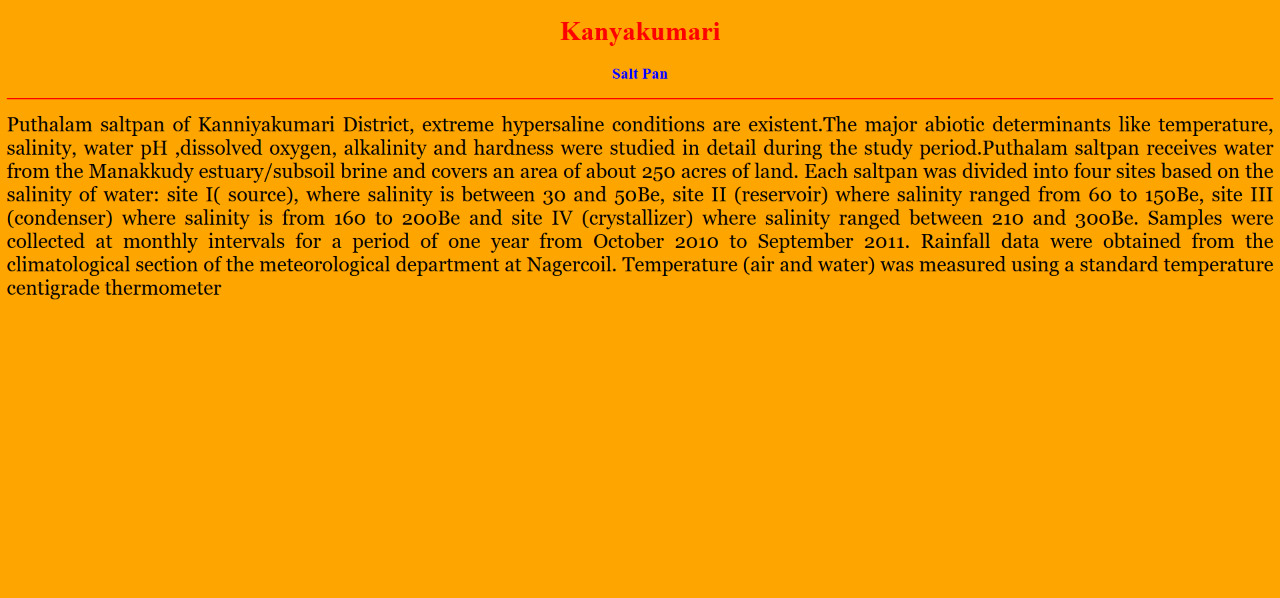 Kanyakumari
Salt Pan
Puthalam saltpan of Kanniyakumari District, extreme hypersaline conditions are existent.The major abiotic determinants like temperature,
salinity, water pH ,dissolved oxygen, alkalinity and hardness were studied in detail during the study period.Puthalam saltpan receives water
from the Manakkudy estuary/subsoil brine and covers an area of about 250 acres of land. Each saltpan was divided into four sites based on the
salinity of water: site I( source), where salinity is between 30 and 50Be, site II (reservoir) where salinity ranged from 60 to 150Be, site III
(condenser) where salinity is from 160 to 200Be and site IV (crystallizer) where salinity ranged between 210 and 300Be. Samples were
collected at monthly intervals for a period of one year from October 2010 to September 2011. Rainfall data were obtained from the
climatological section of the meteorological department at Nagercoil. Temperature (air and water) was measured using a standard temperature
centigrade thermometer